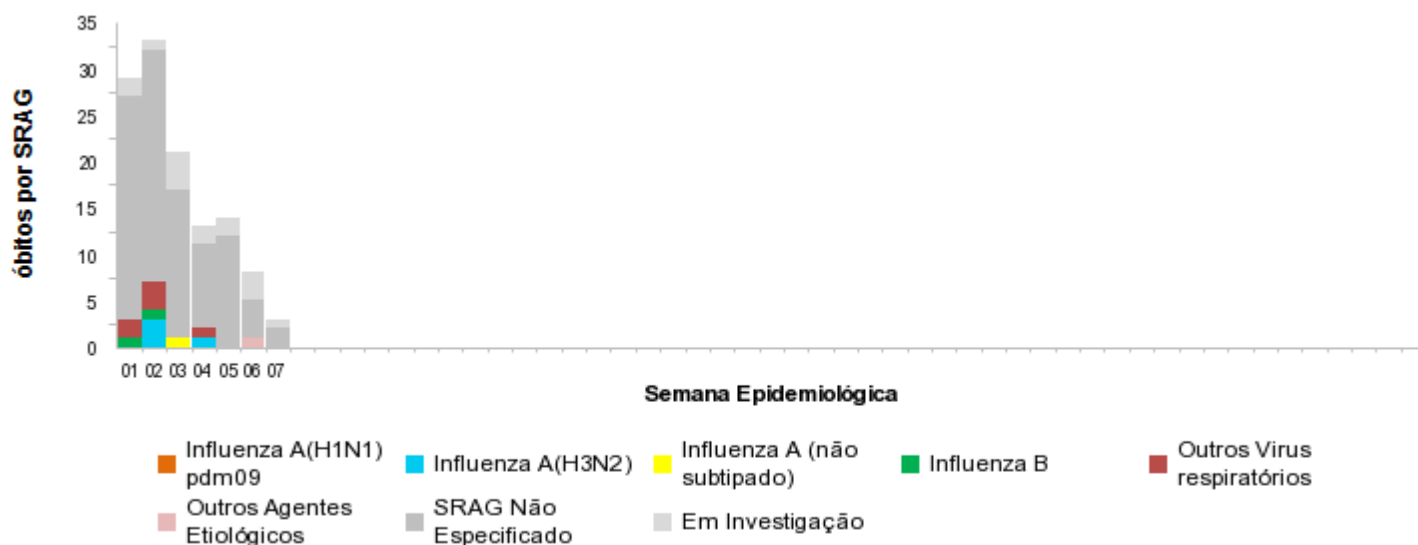 35
30
25
20
15
10
5
0
óbitos por SRAG
01 02 03 04 05 06 07
Semana Epidemiológica
Influenza A(H1N1)
pdm09
Influenza A(H3N2)
Influenza A (não
subtipado)
Influenza B
Outros Virus
respiratórios
Outros Agentes
Etiológicos
SRAG Não
Especificado
Em Investigação